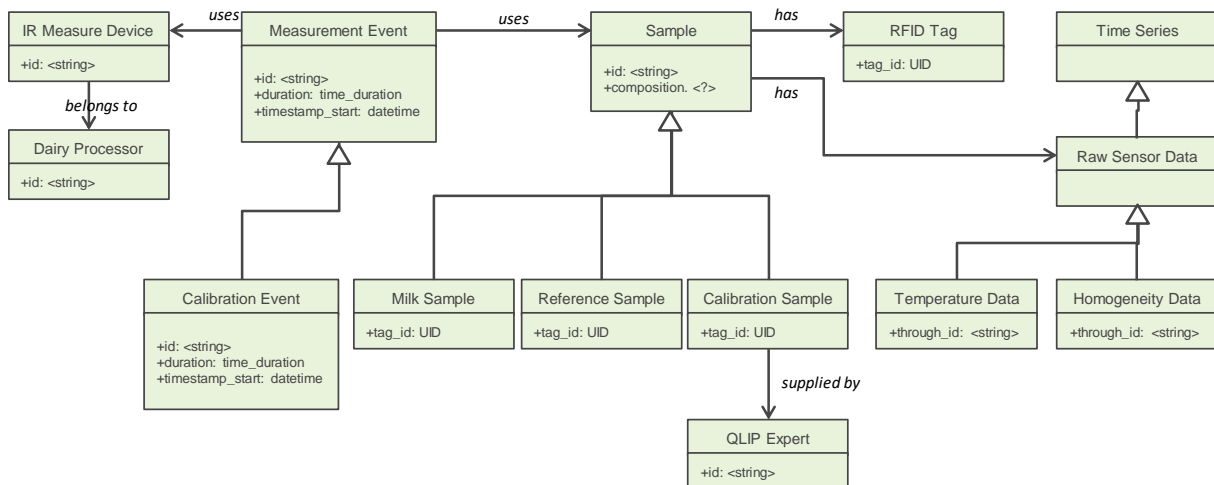 uses
uses
has
IR Measure Device
+id: <string>
Measurement Event
+id: <string>
+duration: time_duration
+timestamp_start: datetime
Sample
+id: <string>
+composition. <?>
RFID Tag
+tag_id: UID
Time Series
has
belongs to
Dairy Processor
+id: <string>
Raw Sensor Data
Calibration Event
+id: <string>
+duration: time_duration
+timestamp_start: datetime
Milk Sample
+tag_id: UID
Reference Sample
+tag_id: UID
Calibration Sample
+tag_id: UID
Temperature Data
+through_id: <string>
Homogeneity Data
+through_id: <string>
supplied by
QLIP Expert
+id: <string>